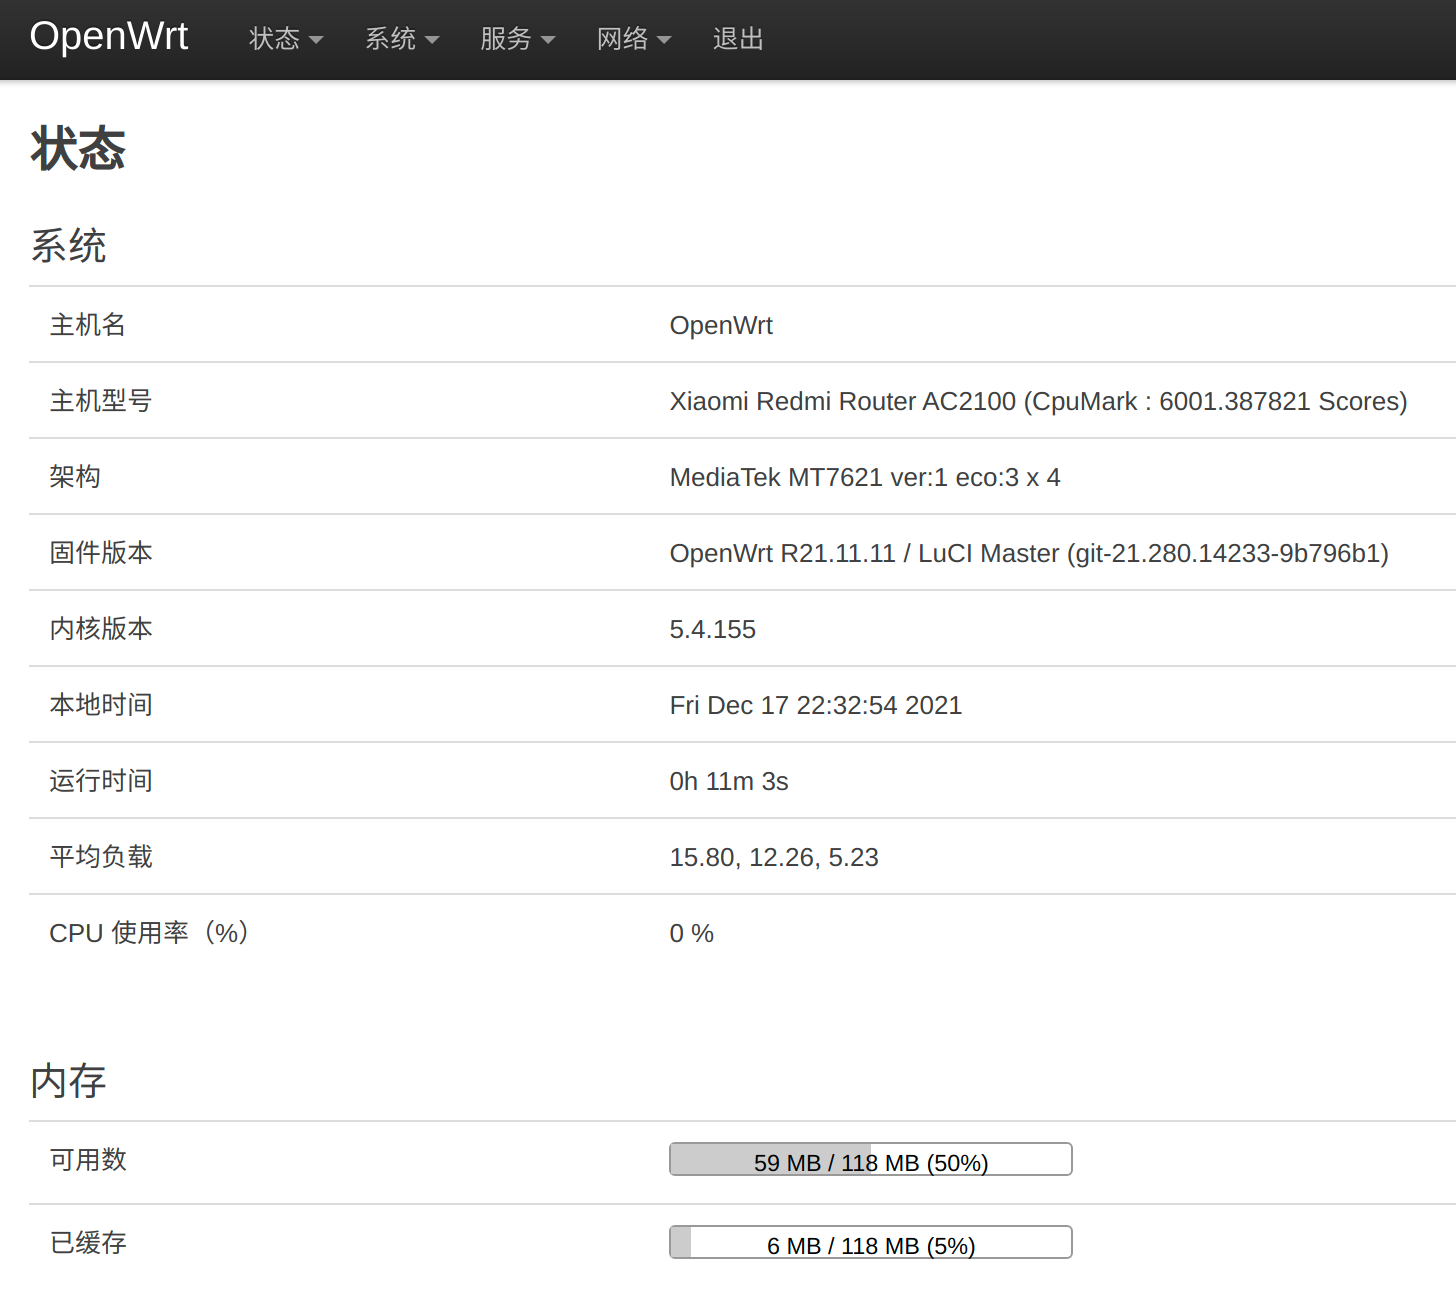 OpenWrt 状态 系统 服务 网络 退出
状态
系统
主机名 OpenWrt
主机型号 Xiaomi Redmi Router AC2100 (CpuMark : 6001.387821 Scores)
架构 MediaTek MT7621 ver:1 eco:3 x 4
固件版本 OpenWrt R21.11.11 / LuCI Master (git-21.280.14233-9b796b1)
内核版本 5.4.155
本地时间 Fri Dec 17 22:32:54 2021
运行时间 0h 11m 3s
平均负载 15.80, 12.26, 5.23
CPU 使用率（%） 0 %
内存
可用数 59 MB / 118 MB (50%)
已缓存 6 MB / 118 MB (5%)